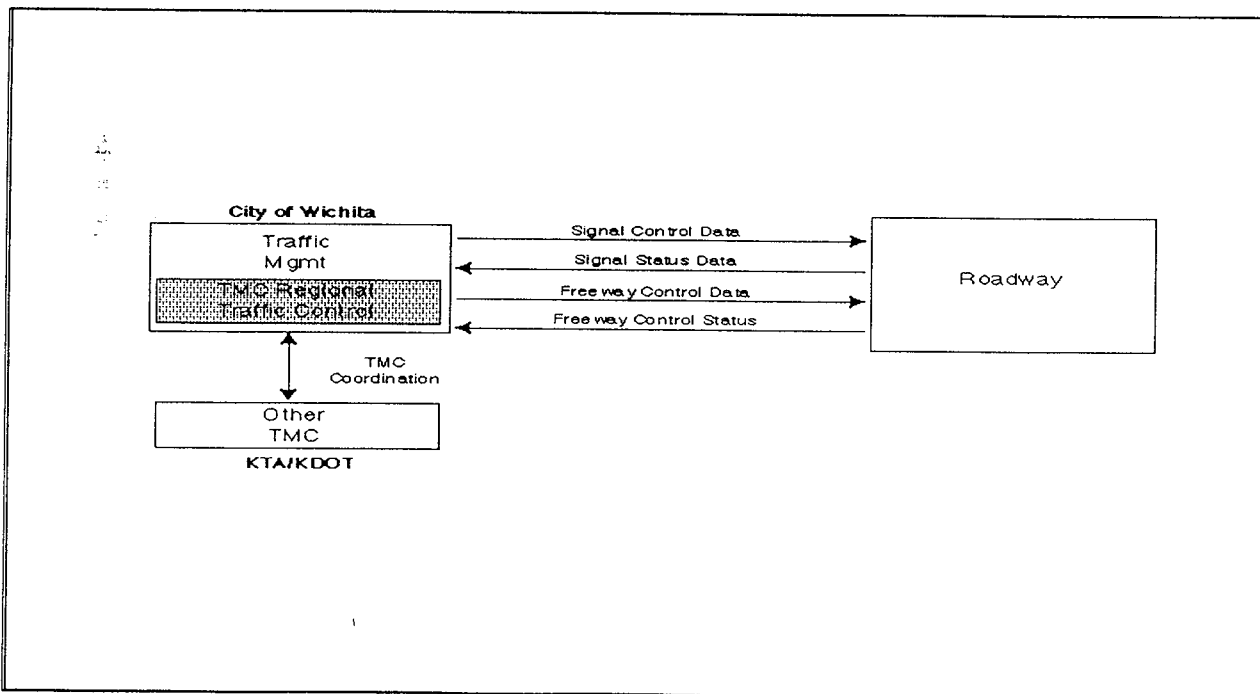 City of Wichita
Traffic
Mgmt
TMC Regional
Traffic Control
Signal Control Data
Signal Status Data
Freeway Control Data
Freeway Control Status
Roadway
TMC
Coordination
Other
TMC
KTA/KDOT